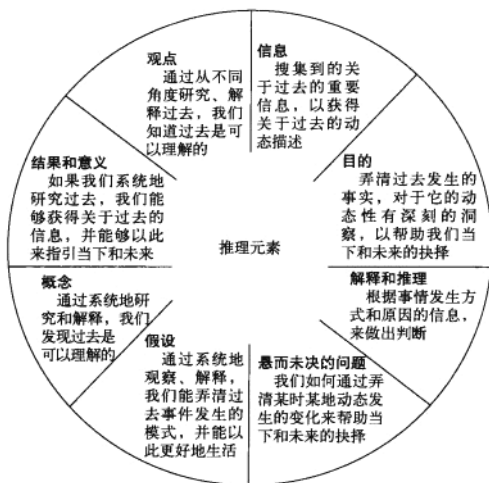 观点
通过从不同
角度研究、解
释过去，我们
知道过去是可
以理解的
信息
搜集到的关
于过去的重要
信息，以获得
关于过去的动
态描述
目的
弄清过去发生的
事实，对于它的动
态性有深刻的洞
察，以帮助我们当
下和未来的抉择
解释和推理
根据事情发生方
式和原因的信息，
来做出判断
悬而未决的问题
我们如何通过弄
清某时某地动态发
生的变化来帮助当
下和未来的抉择
假设
通过系统地
观察、解释，
我们能弄清过
去事件发生的
模式，并能以
此更好地生活
概念
通过系统地研
究和解释，我们
发现过去是
可以理解的
结果和意义
如果我们系统地
研究过去，我们能
够获得关于过去的
信息，并能够以此
来指引当下和未来
推理元素